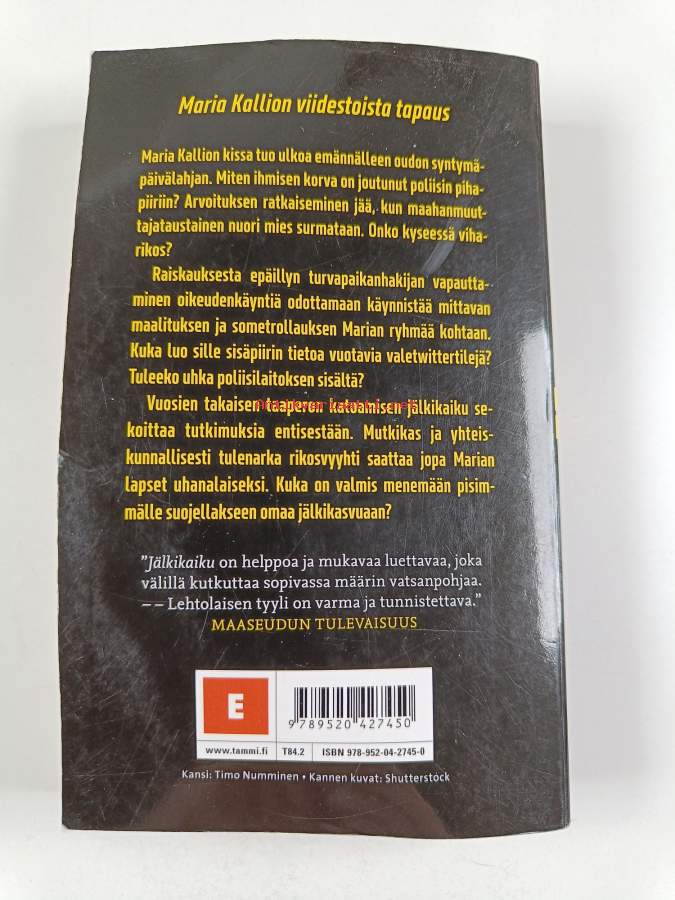 Maria Kallion viidestoista tapaus
Maria Kallion kissa tuo ulkoa emännälleen oudon syntymä-
päivälahjan. Miten ihmisen korva on joutunut poliisin piha-
piiriin? Arvoituksen ratkaiseminen jää, kun maahanmuut-
tajataustainen nuori mies surmataan. Onko kyseessä viha-
rikos?
Raiskauksesta epäillyn turvapaikanhakijan vapautta-
minen oikeudenkäyntiä odottamaan käynnistää mittavan
maalituksen ja sometrollauksen Marian ryhmää kohtaan.
Kuka luo sille sisäpiirin tietoa vuotavia valetwittertilejä?
Tuleeko uhka poliisilaitoksen sisältä?
Vuosien takaisen taaperon katoamisen jälkikaiku se-
koittaa tutkimuksia entisestään. Mutkikas ja yhteis-
kunnallisesti tulenarka rikosvyyhti saattaa jopa Marian
lapset uhanalaiseksi. Kuka on valmis menemään pisim-
mälle suojellakseen omaa jälkikasvuaan?
"Jälkikaiku on helppoa ja mukavaa luettavaa, joka
välillä kutkuttaa sopivassa määrin vatsanpohjaa.
–– Lehtolaisen tyyli on varma ja tunnistettava."
MAASEUDUN TULEVAISUUS
E
9 789520 427450
www.tammi.fi T84.2 ISBN 978-952-04-2745-0
Kansi: Timo Numminen • Kannen kuvat: Shutterstock